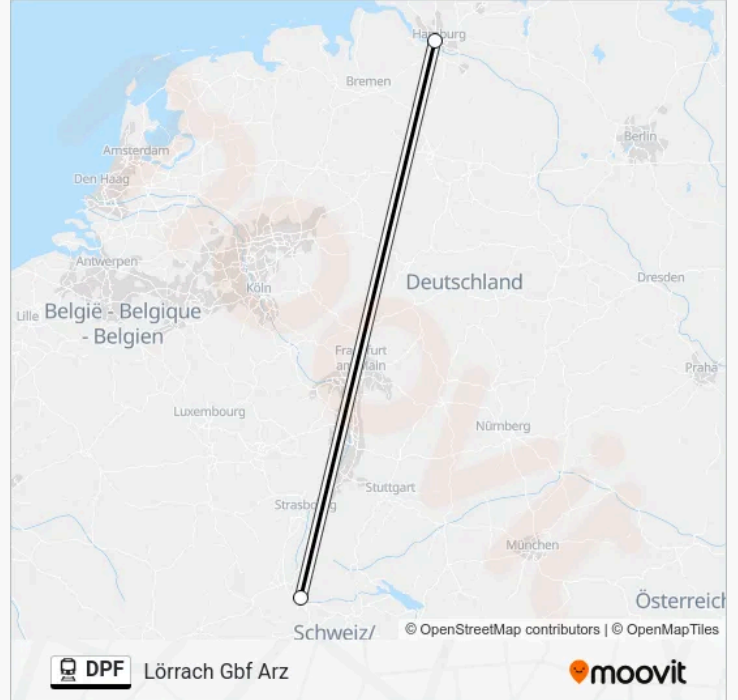 Hamburg
Bremen
Berlin
Amsterdam
Den Haag
Antwerpen
Köln
Deutschland
Dresden
Lille
België - Belgique
- Belgien
Frankfurt
am Main
Praha
Luxembourg
Nürnberg
Stuttgart
Strasbourg
München
Österreich
Schweiz/
© OpenStreetMap contributors | © OpenMapTiles
DPF Lörrach Gbf Arz
moovit